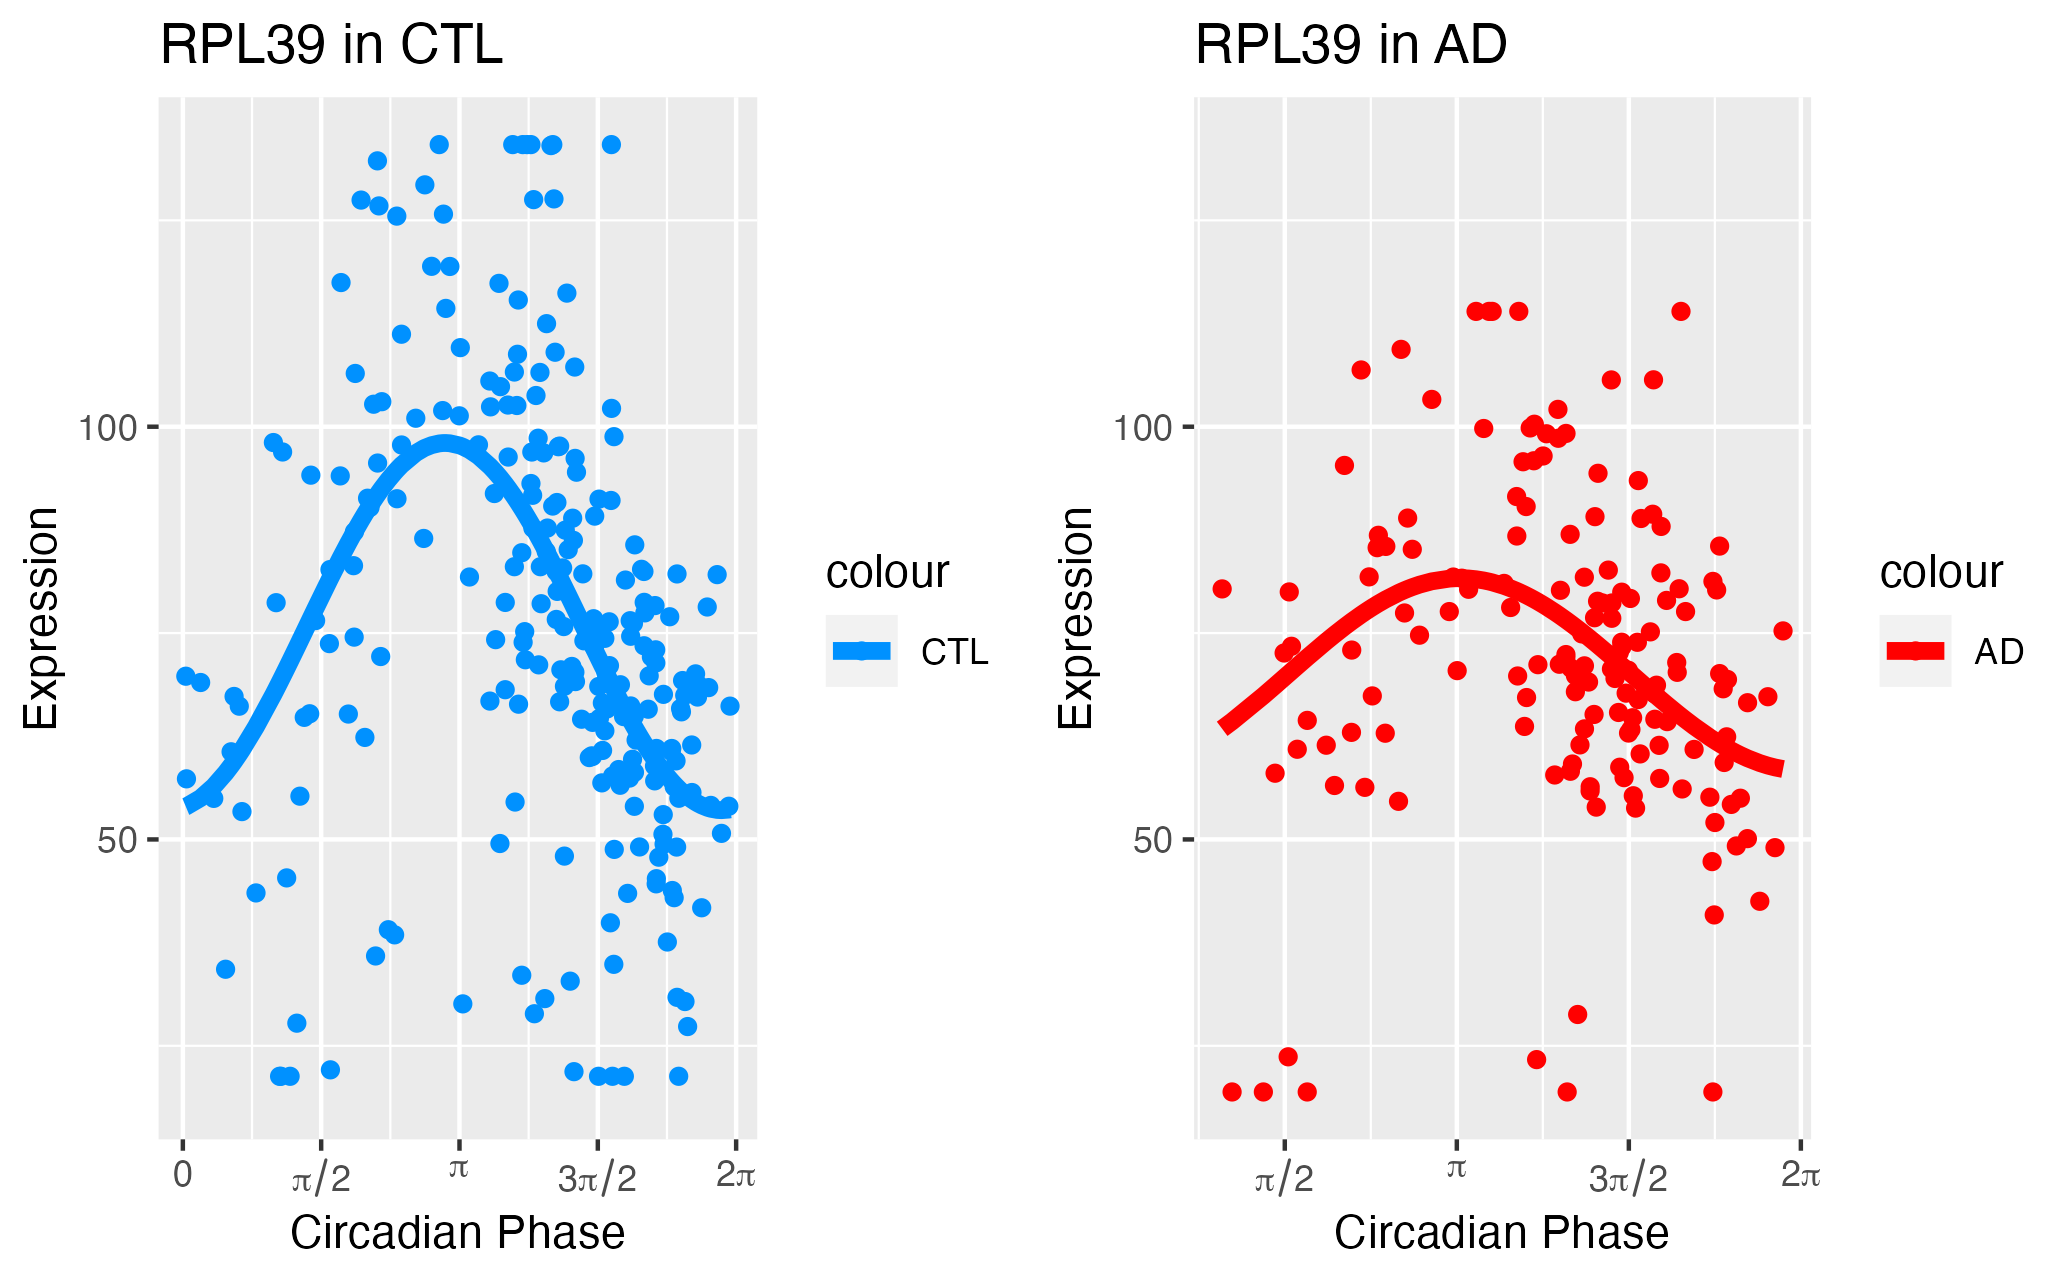 RPL39 in CTL
Expression
100
50
0
π/2
π
3π/2
2π
Circadian Phase
colour
CTL
RPL39 in AD
Expression
100
50
π/2
π
3π/2
2π
Circadian Phase
colour
AD